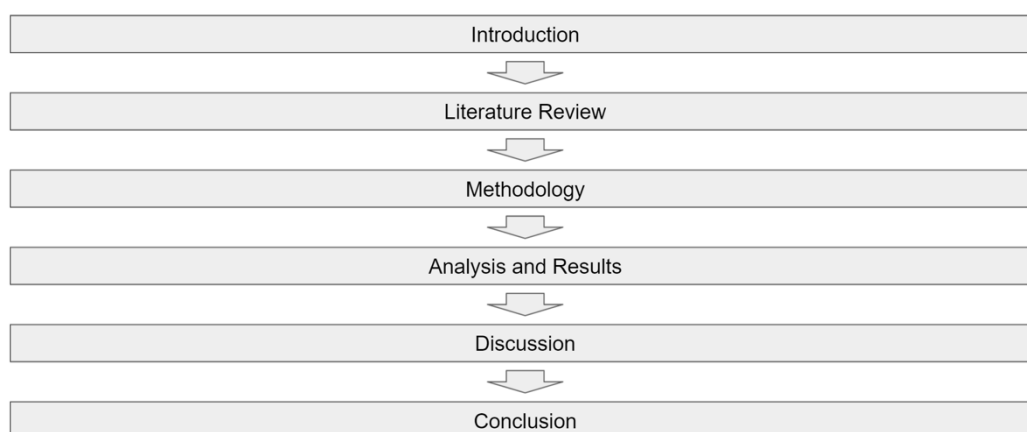 Introduction
Literature Review
Methodology
Analysis and Results
Discussion
Conclusion